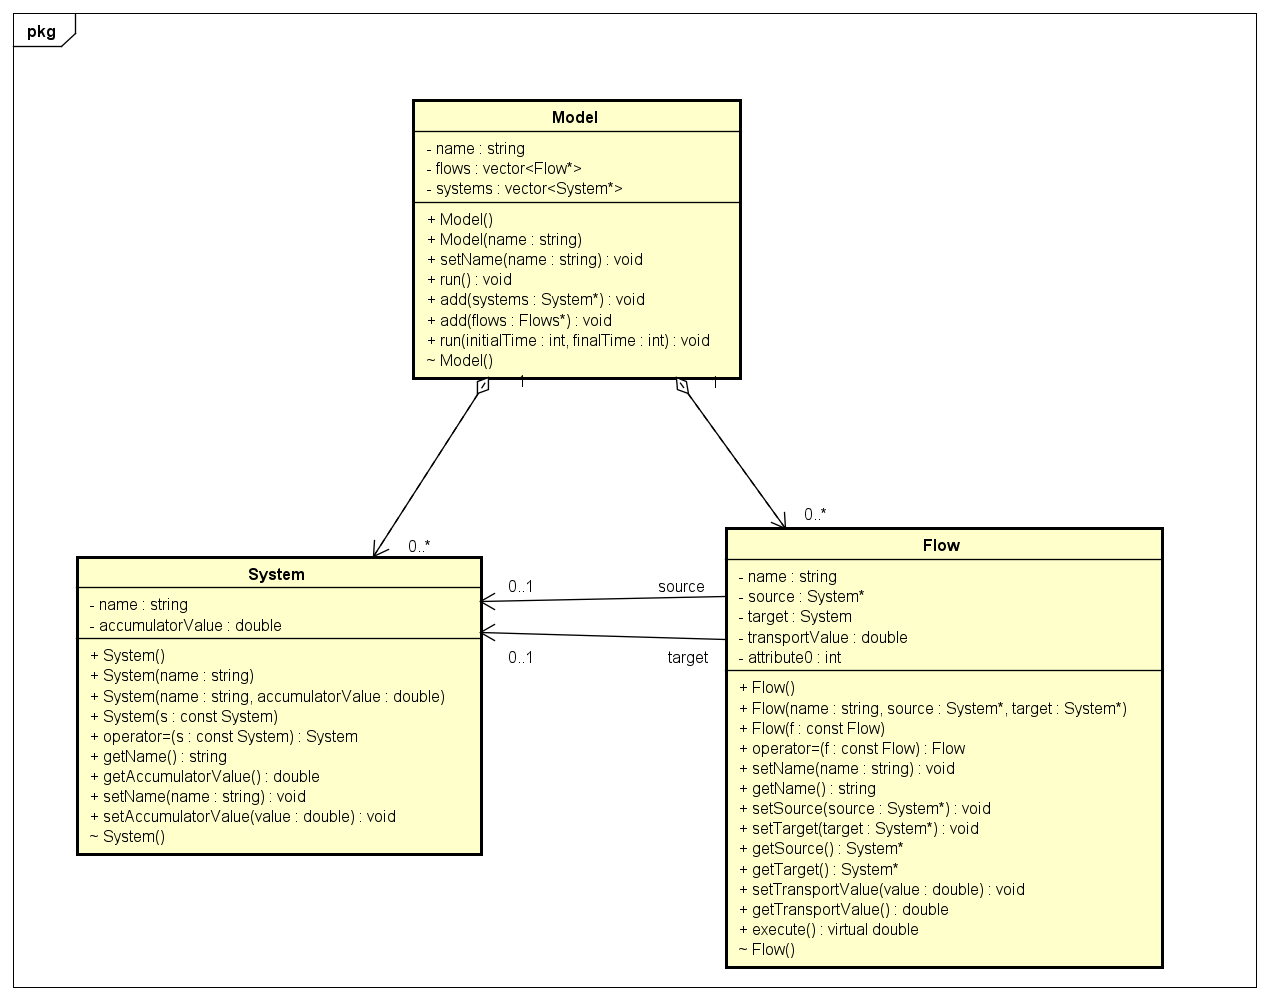 pkg
Model
- name : string
- flows : vector<Flow*>
- systems : vector<System*>
+ Model()
+ Model(name : string)
+ setName(name : string) : void
+ run() : void
+ add(systems : System*) : void
+ add(flows : Flows*) : void
+ run(initialTime : int, finalTime : int) : void
~ Model()
1
1
0..*
0..*
System
- name : string
- accumulatorValue : double
+ System()
+ System(name : string)
+ System(name : string, accumulatorValue : double)
+ System(s : const System)
+ operator=(s : const System) : System
+ getName() : string
+ getAccumulatorValue() : double
+ setName(name : string) : void
+ setAccumulatorValue(value : double) : void
~ System()
0..1
source
0..1
target
Flow
- name : string
- source : System*
- target : System
- transportValue : double
- attribute0 : int
+ Flow()
+ Flow(name : string, source : System*, target : System*)
+ Flow(f : const Flow)
+ operator=(f : const Flow) : Flow
+ setName(name : string) : void
+ getName() : string
+ setSource(source : System*) : void
+ setTarget(target : System*) : void
+ getSource() : System*
+ getTarget() : System*
+ setTransportValue(value : double) : void
+ getTransportValue() : double
+ execute() : virtual double
~ Flow()